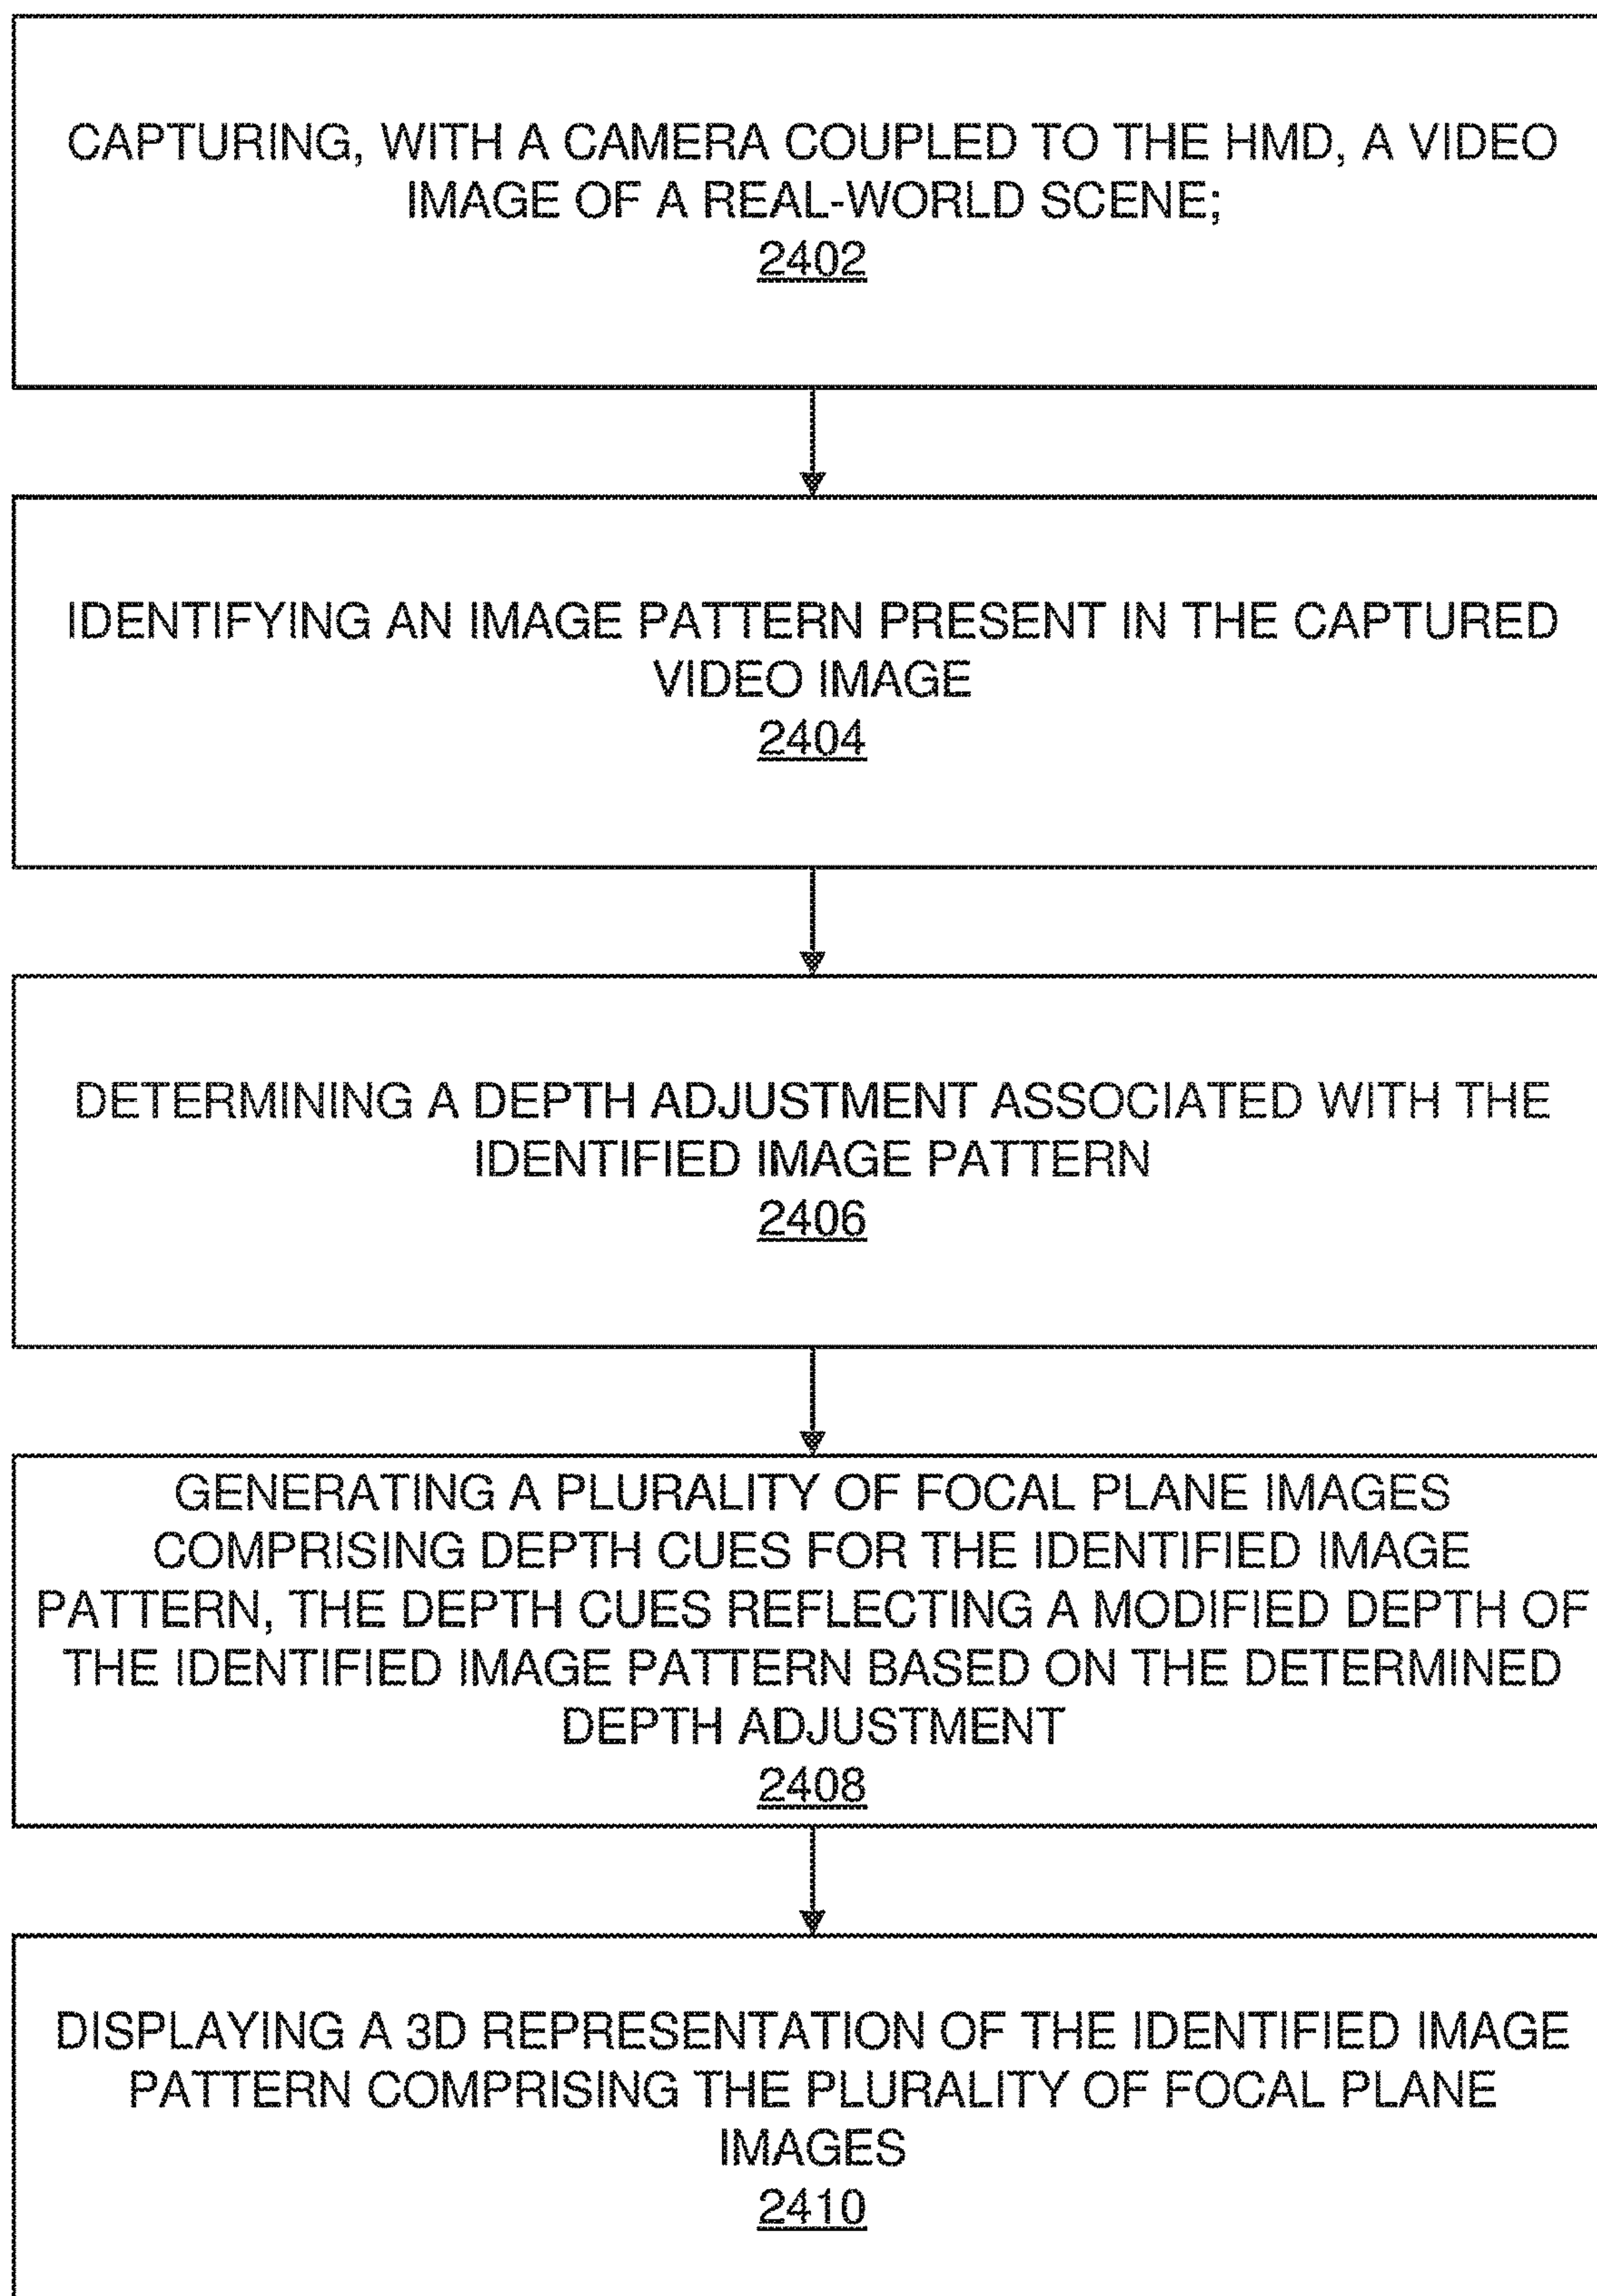 CAPTURING, WITH A CAMERA COUPLED TO THE HMD, A VIDEO
IMAGE OF A REAL-WORLD SCENE;
2402
IDENTIFYING AN IMAGE PATTERN PRESENT IN THE CAPTURED
VIDEO IMAGE
2404
DETERMINING A DEPTH ADJUSTMENT ASSOCIATED WITH THE
IDENTIFIED IMAGE PATTERN
2406
GENERATING A PLURALITY OF FOCAL PLANE IMAGES
COMPRISING DEPTH CUES FOR THE IDENTIFIED IMAGE
PATTERN, THE DEPTH CUES REFLECTING A MODIFIED DEPTH OF
THE IDENTIFIED IMAGE PATTERN BASED ON THE DETERMINED
DEPTH ADJUSTMENT
2408
DISPLAYING A 3D REPRESENTATION OF THE IDENTIFIED IMAGE
PATTERN COMPRISING THE PLURALITY OF FOCAL PLANE
IMAGES
2410